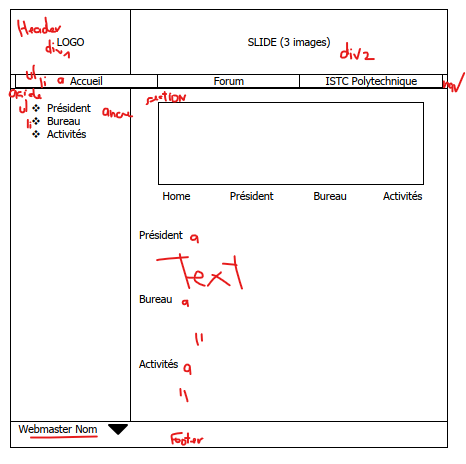 Header
LOGO
div1
SLIDE (3 images)
div2
ul
li
a
Accueil
Forum
ISTC Polytechnique
nav
aside
section
ul
Président
ancre
li
Bureau
Activités
Home
Président
Bureau
Activités
Président
a
Text
Bureau
a
"
Activités
a
"
Webmaster Nom
Footer